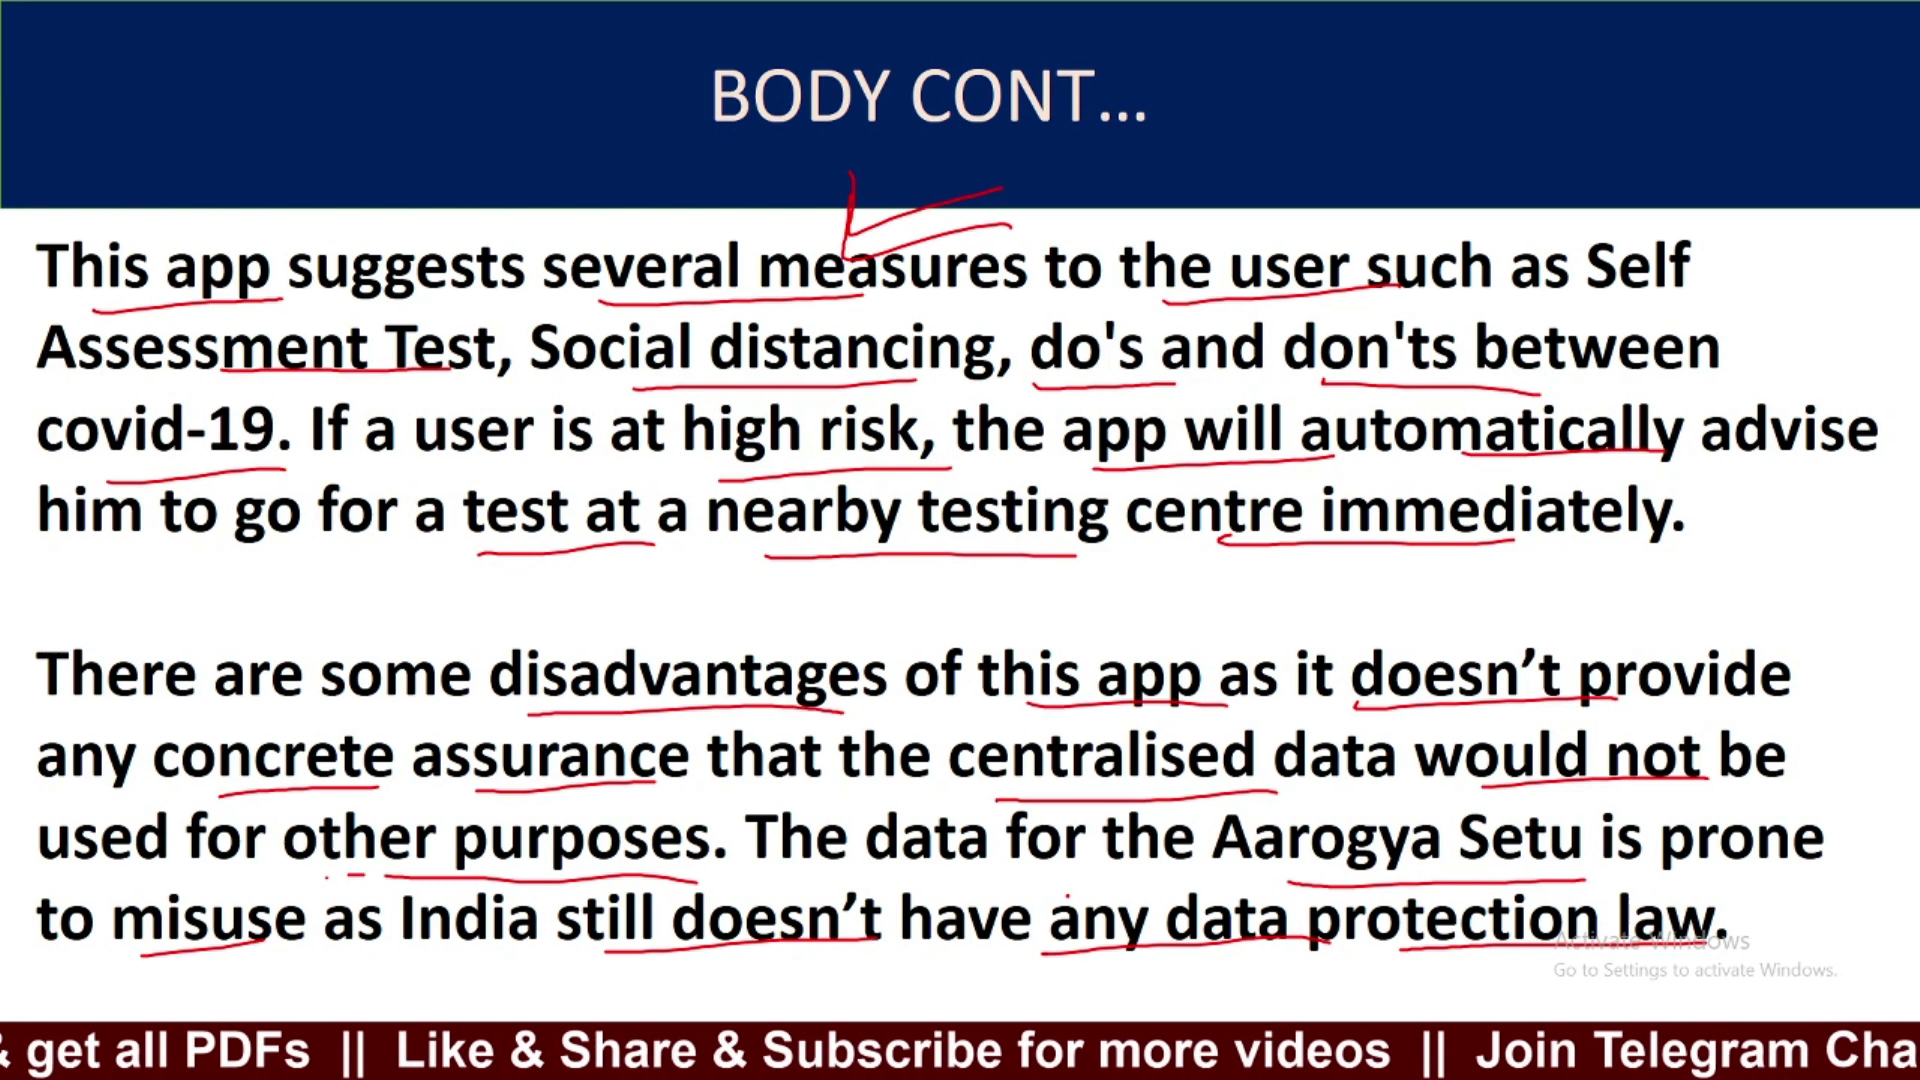 BODY CONT...
This app suggests several measures to the user such as Self
Assessment Test, Social distancing, do's and don'ts between
covid-19. If a user is at high risk, the app will automatically advise
him to go for a test at a nearby testing centre immediately.
There are some disadvantages of this app as it doesn’t provide
any concrete assurance that the centralised data would not be
used for other purposes. The data for the Aarogya Setu is prone
to misuse as India still doesn’t have any data protection law.
Activate Windows
Go to Settings to activate Windows.
& get all PDFs || Like & Share & Subscribe for more videos || Join Telegram Cha